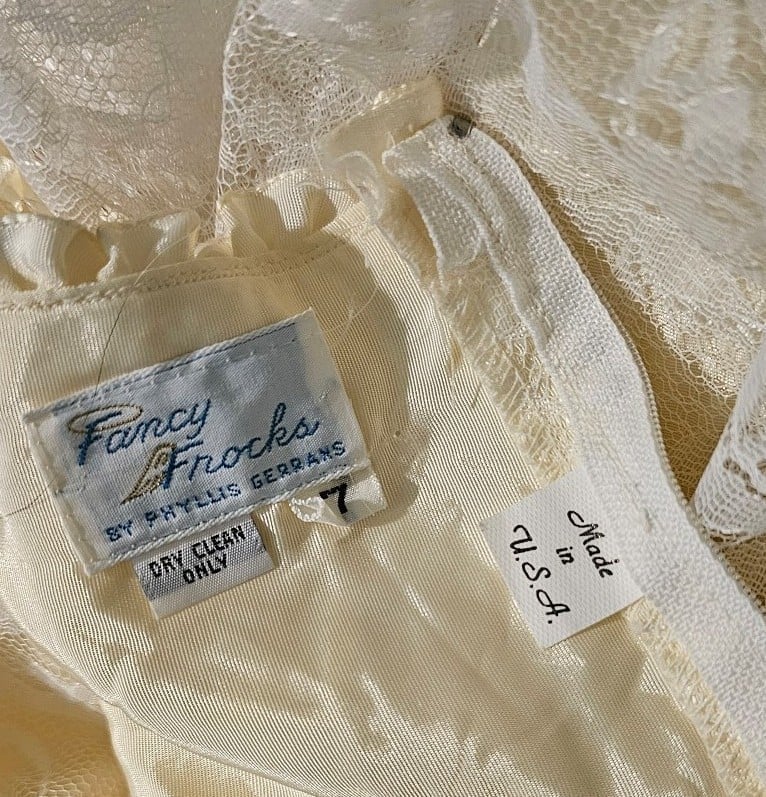 Fancy
Frocks
BY PHYLLIS GERRANS
7
DRY CLEAN
ONLY
Made
in
U.S.A.